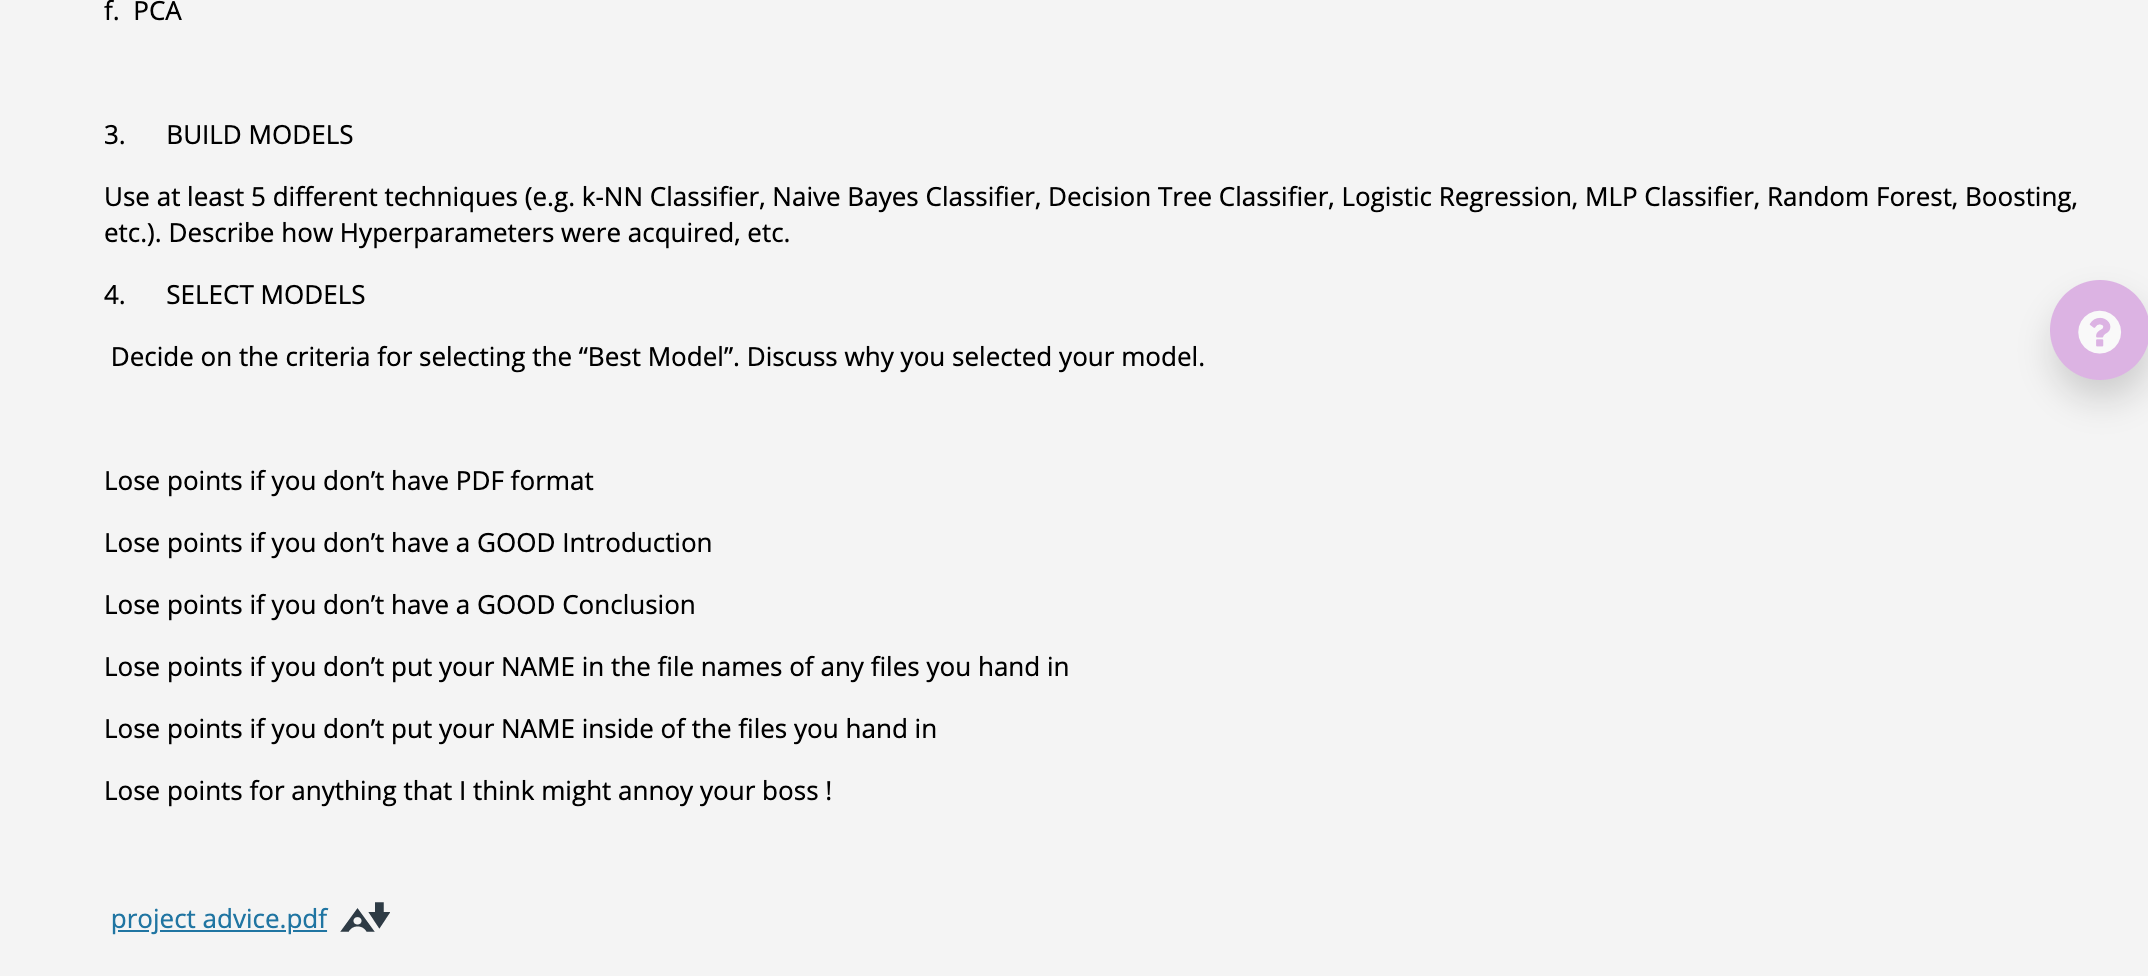 f. PCA
3. BUILD MODELS
Use at least 5 different techniques (e.g. k-NN Classifier, Naive Bayes Classifier, Decision Tree Classifier, Logistic Regression, MLP Classifier, Random Forest, Boosting,
etc.). Describe how Hyperparameters were acquired, etc.
4. SELECT MODELS
Decide on the criteria for selecting the “Best Model”. Discuss why you selected your model.
Lose points if you don’t have PDF format
Lose points if you don’t have a GOOD Introduction
Lose points if you don’t have a GOOD Conclusion
Lose points if you don’t put your NAME in the file names of any files you hand in
Lose points if you don’t put your NAME inside of the files you hand in
Lose points for anything that I think might annoy your boss !
project advice.pdf